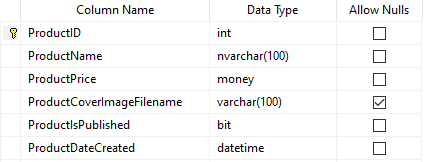 Column Name Data Type Allow Nulls
ProductID int
ProductName nvarchar(100)
ProductPrice money
ProductCoverImageFilename varchar(100)
ProductIsPublished bit
ProductDateCreated datetime